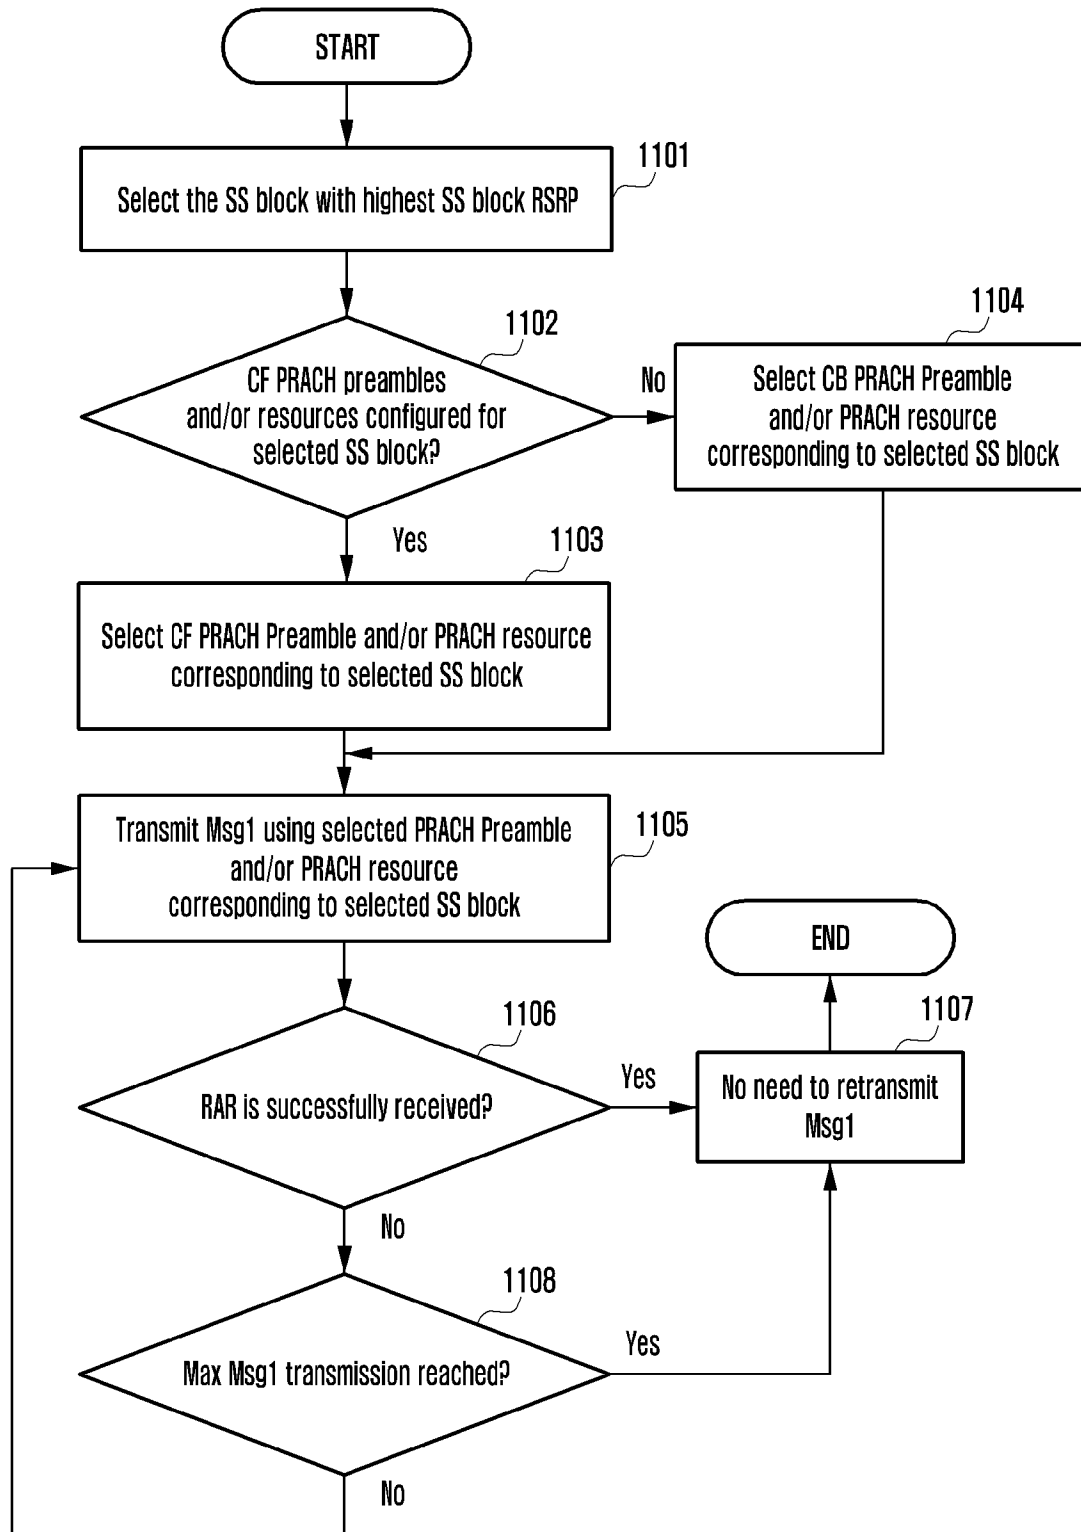 START
1101
Select the SS block with highest SS block RSRP
1102
CF PRACH preambles
and/or resources configured for
selected SS block?
No
1104
Select CB PRACH Preamble
and/or PRACH resource
corresponding to selected SS block
Yes
1103
Select CF PRACH Preamble and/or PRACH resource
corresponding to selected SS block
Transmit Msg1 using selected PRACH Preamble
and/or PRACH resource
corresponding to selected SS block
1105
END
1106
RAR is successfully received?
Yes
1107
No need to retransmit
Msg1
No
1108
Max Msg1 transmission reached?
Yes
No